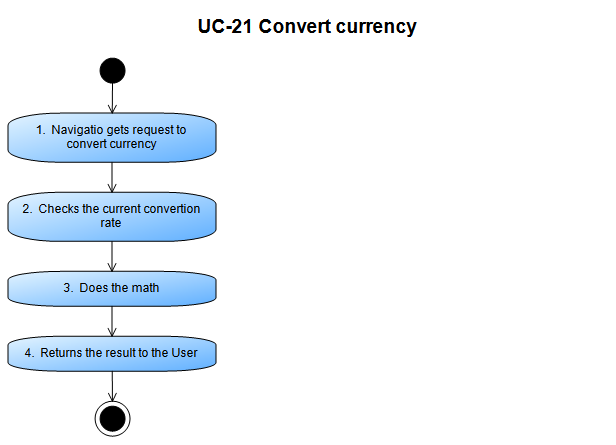 UC-21 Convert currency
1. Navigatio gets request to
convert currency
2. Checks the current convertion
rate
3. Does the math
4. Returns the result to the User